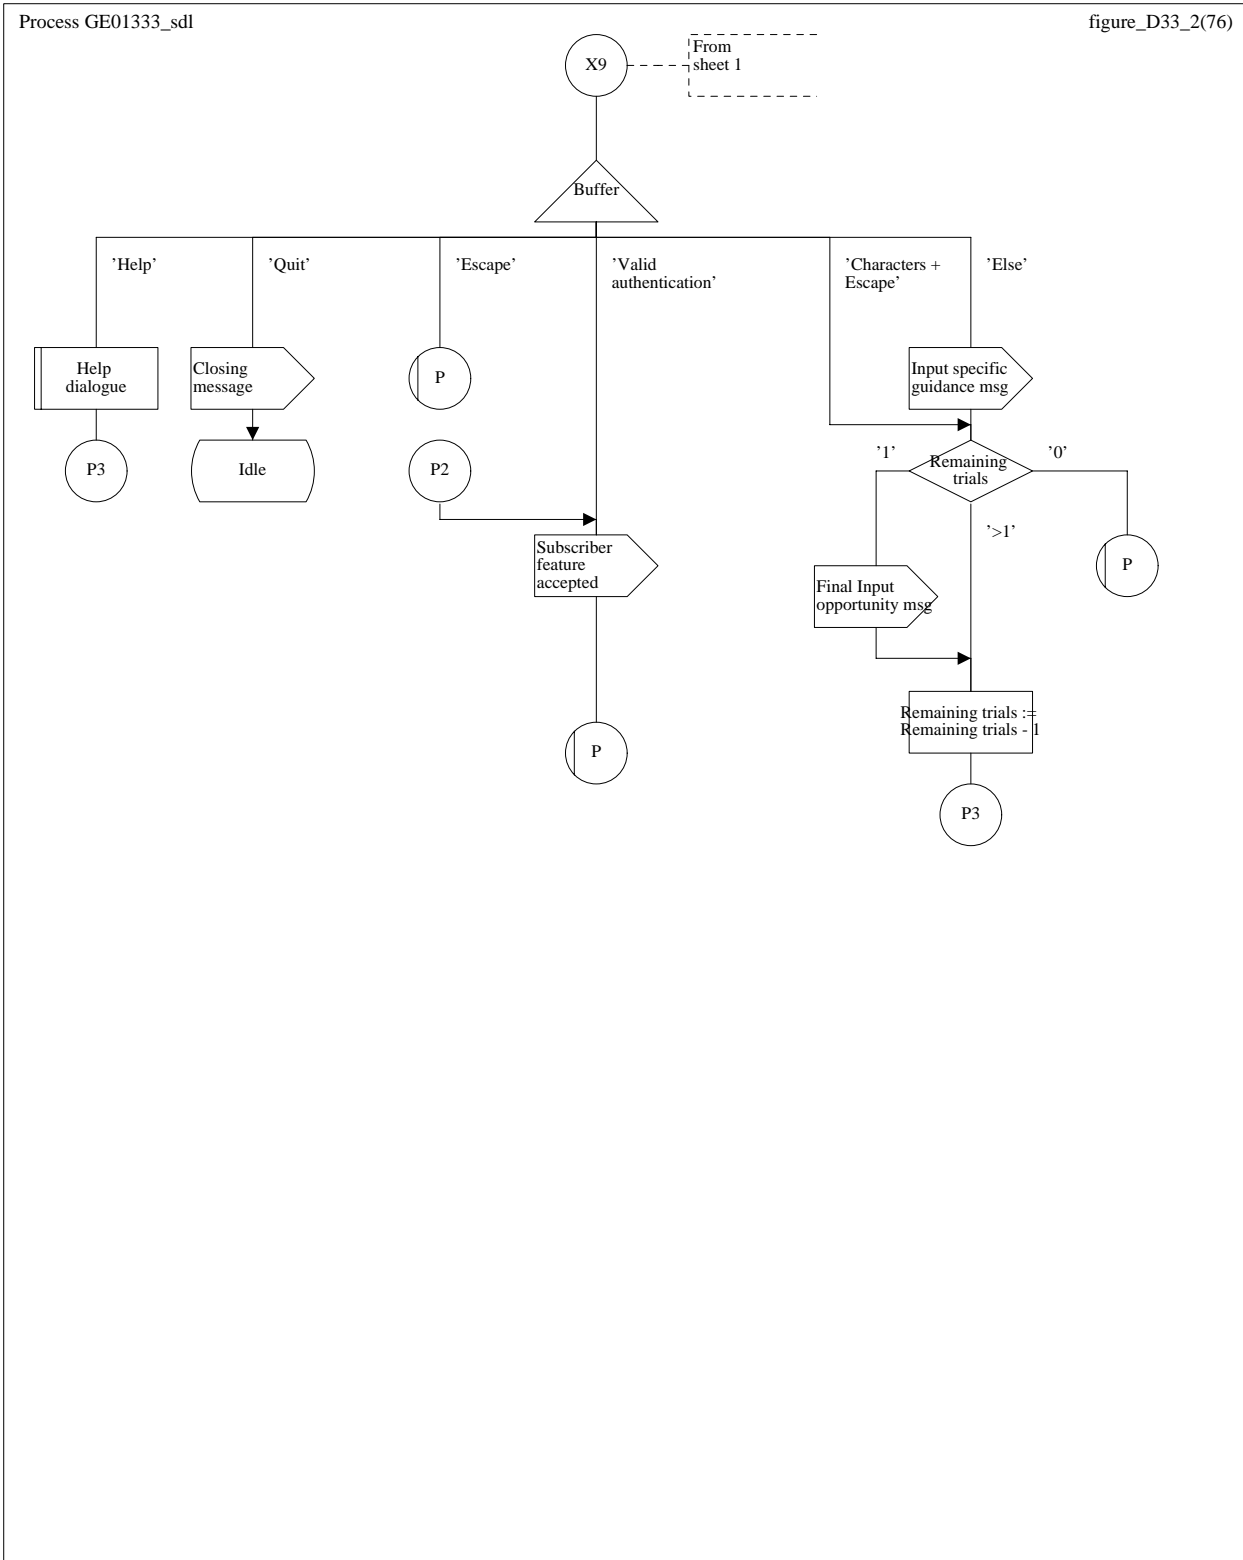 Process GE01333_sdl
figure_D33_2(76)
X9
From
sheet 1
Buffer
’Help’
’Quit’
’Escape’
’Valid
authentication’
’Characters +
Escape’
’Else’
Help
dialogue
Closing
message
P
Input specific
guidance msg
P3
Idle
P2
’1’
Remaining
trials
’0’
’>1’
Subscriber
feature
accepted
P
Final Input
opportunity msg
Remaining trials :=
Remaining trials - 1
P
P3